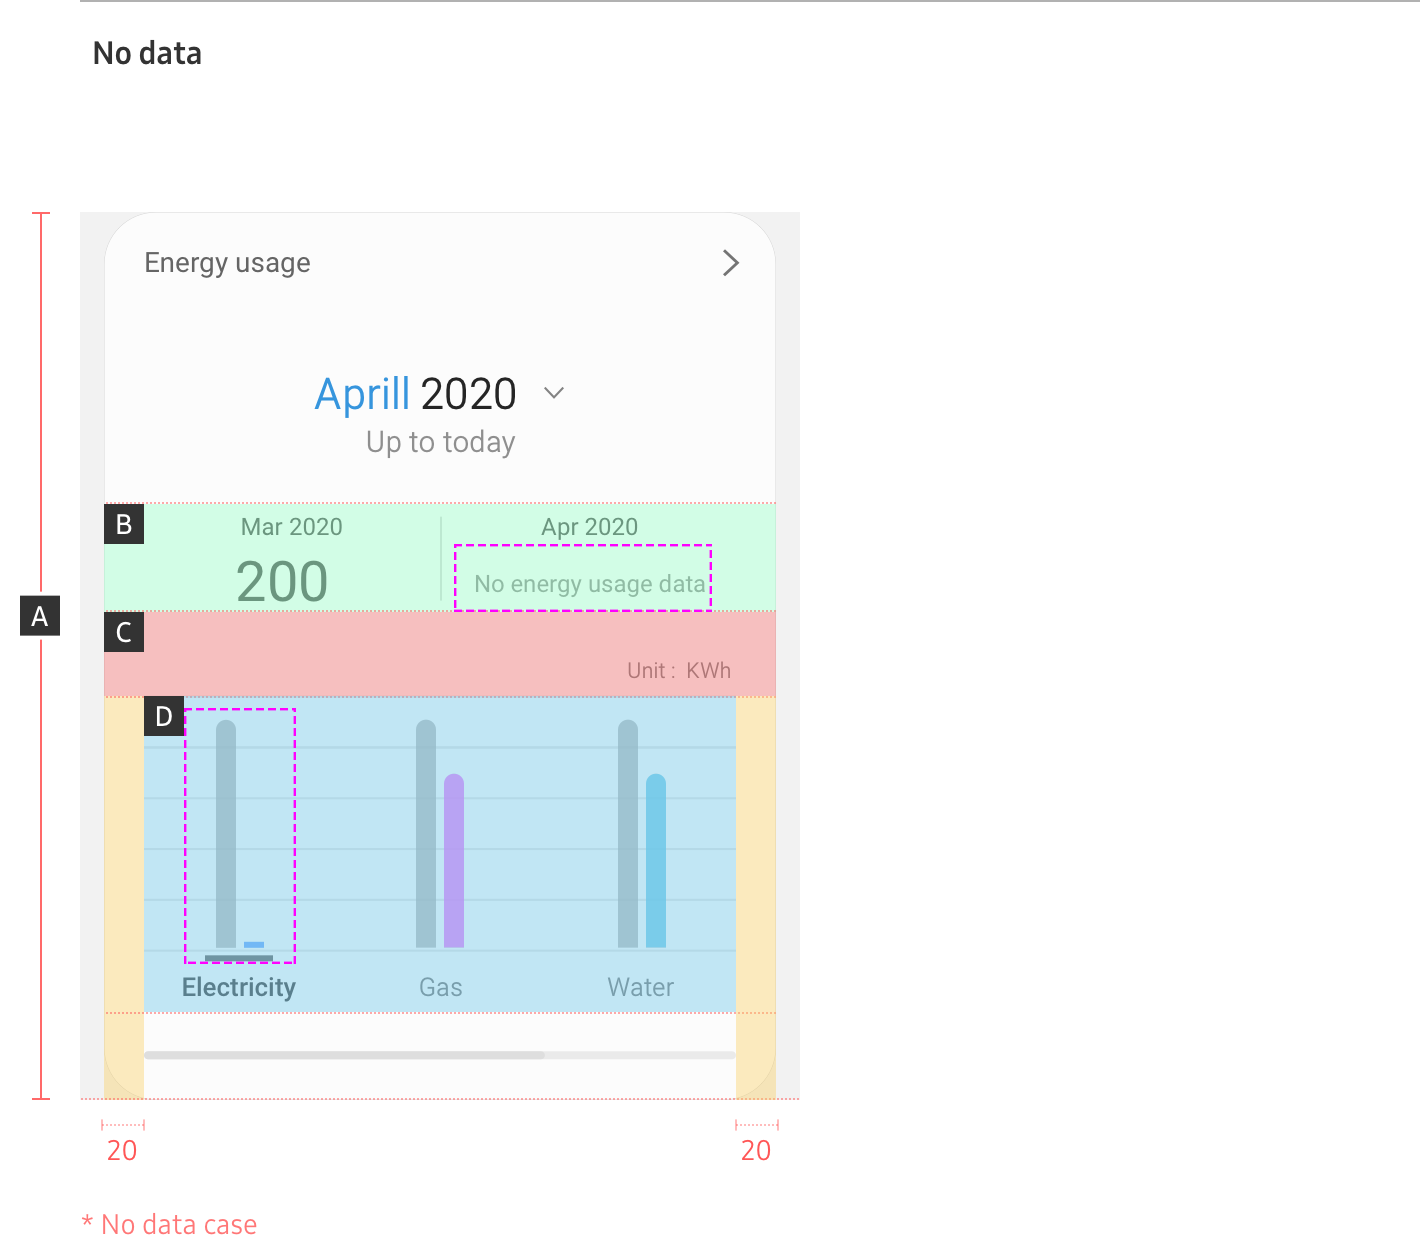 No data
Energy usage
Aprill 2020
Up to today
B
Mar 2020
Apr 2020
200
No energy usage data
A
C
Unit : KWh
D
Electricity
Gas
Water
20
20
* No data case